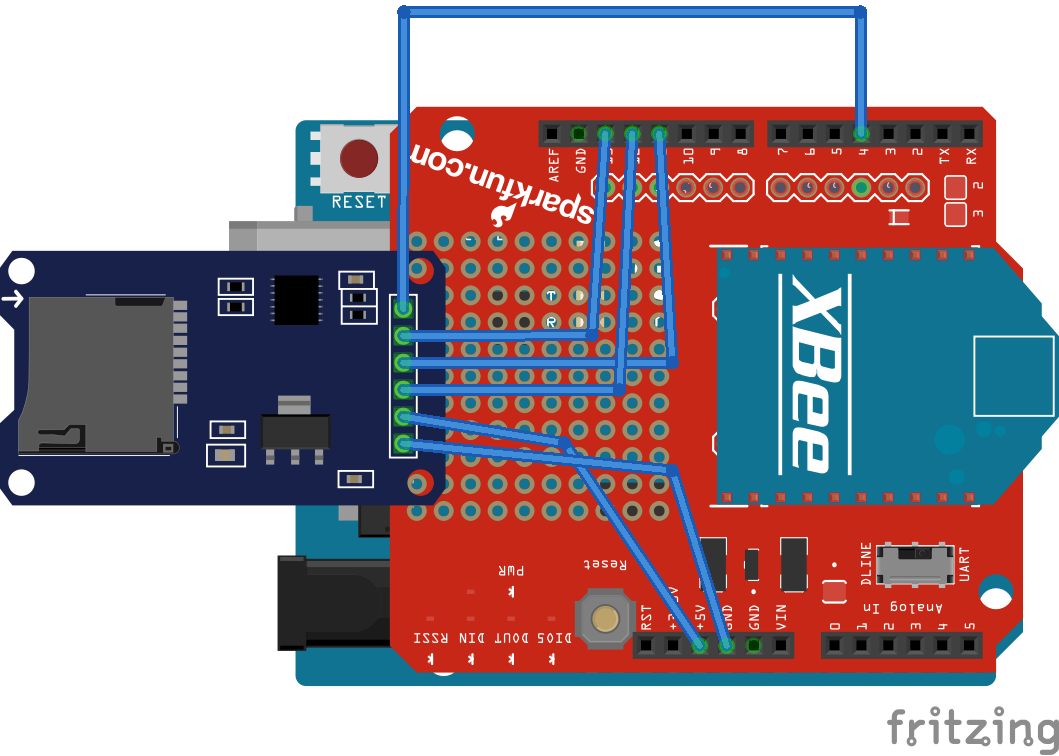 AREF GND 13 12 10 9 8 7 6 5 4 3 2 TX RX
RESET
sparkfun.com
2
3
T
R
XBee
PWR
Reset
DLINE
UART
Analog In
RSSI DIN DOUT DIO5
RST +5V GND GND VIN 0 1 2 3 4 5
fritzing